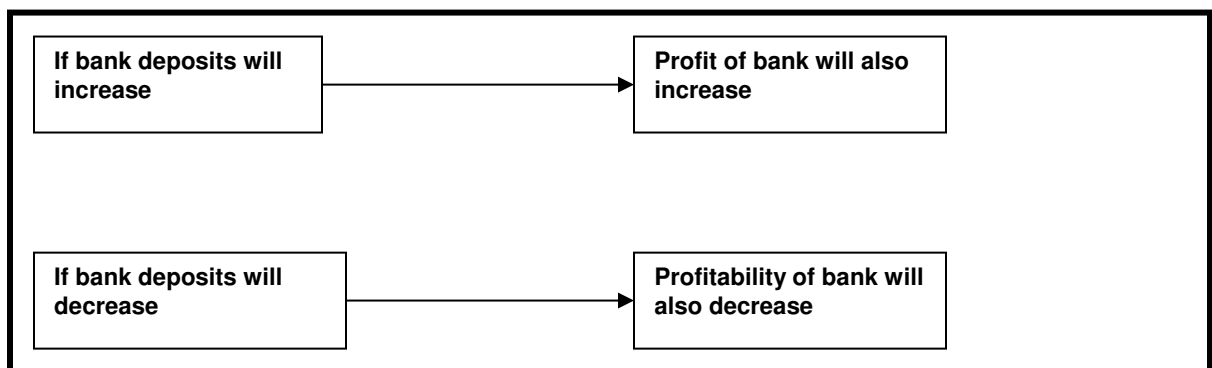 If bank deposits will
increase
Profit of bank will also
increase
If bank deposits will
decrease
Profitability of bank will
also decrease